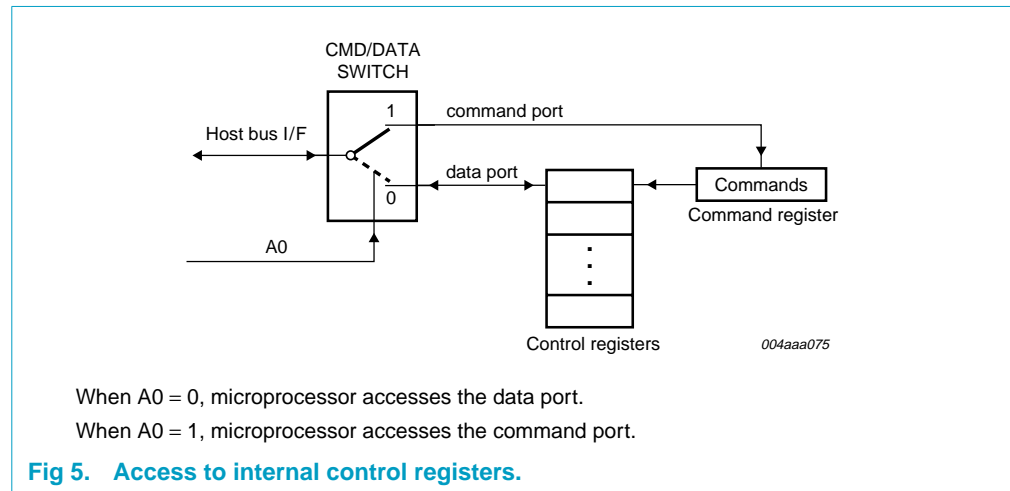 CMD/DATA
SWITCH
1
command port
Host bus I/F
data port
0
Commands
Command register
A0
Control registers
004aaa075
When A0 = 0, microprocessor accesses the data port.
When A0 = 1, microprocessor accesses the command port.
Fig 5. Access to internal control registers.